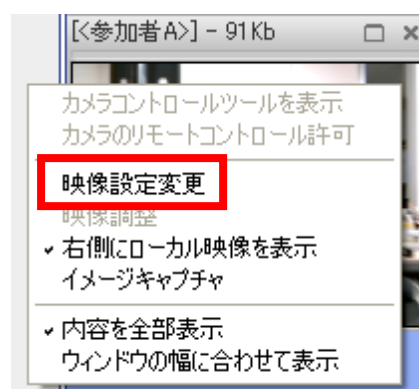 [<参加者A>] - 91Kb
カメラコントロールツールを表示
カメラのリモートコントロール許可
映像設定変更
映像調整
右側にローカル映像を表示
イメージキャプチャ
内容を全部表示
ウィンドウの幅に合わせて表示